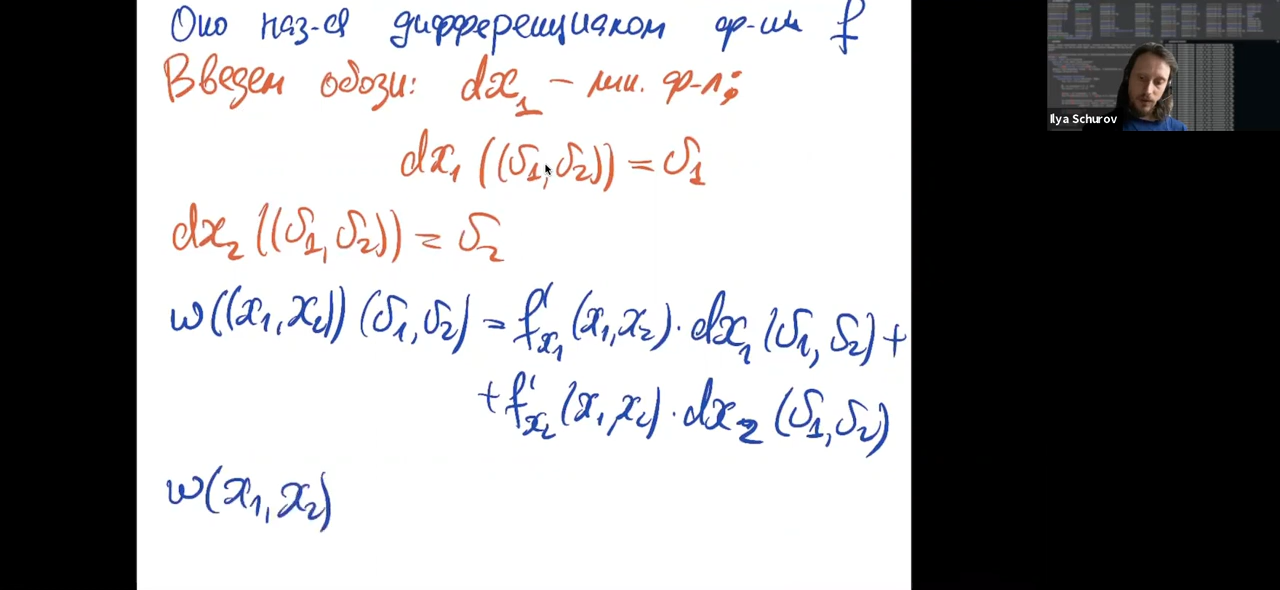 Оно наз-ся дифференциалом ф-ии f
Введем обозн: dx₁ – лин. ф-л;
dx₁ ((δ₁, δ₂)) = δ₁
dx₂ ((δ₁, δ₂)) = δ₂
w((x₁, x₂)) (δ₁, δ₂) = f'ₓ₁ (x₁, x₂) · dx₁ (δ₁, δ₂) +
+ f'ₓ₂ (x₁, x₂) · dx₂ (δ₁, δ₂)
w(x₁, x₂)
Ilya Schurov